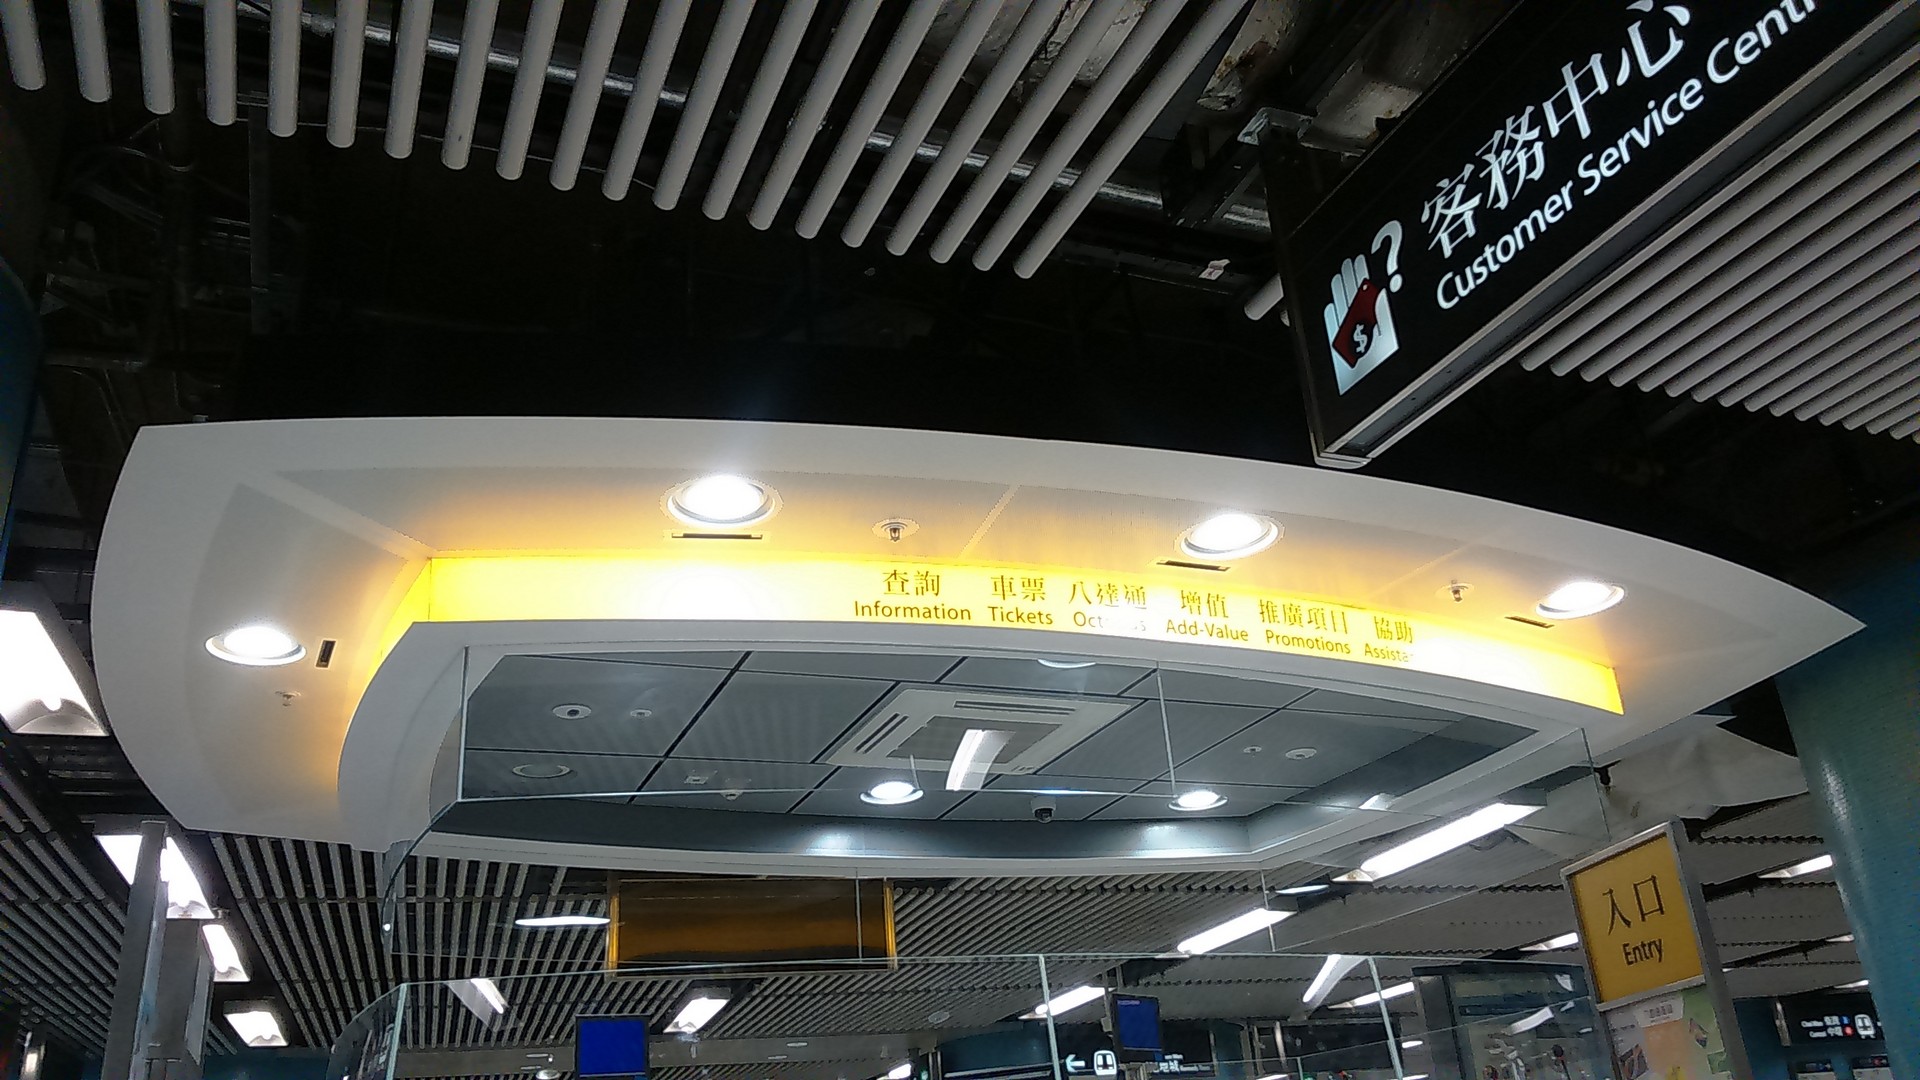 客務中心
Customer Service
?
$
查詢 車票 八達通 增值 推廣項目 協助
Information Tickets Add-Value Promotions
入口
Entry